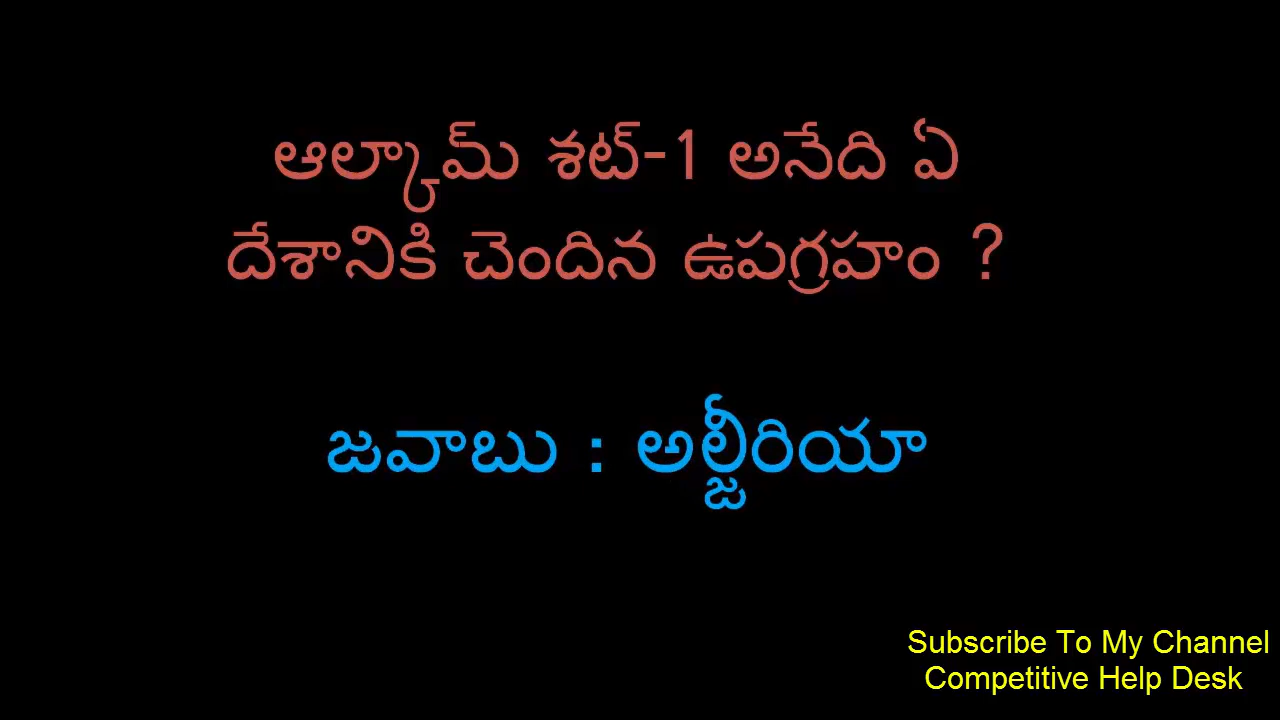 ఆల్కామ్ శట్-1 అనేది ఏ
దేశానికి చెందిన ఉపగ్రహం ?
జవాబు : అల్జీరియా
Subscribe To My Channel
Competitive Help Desk